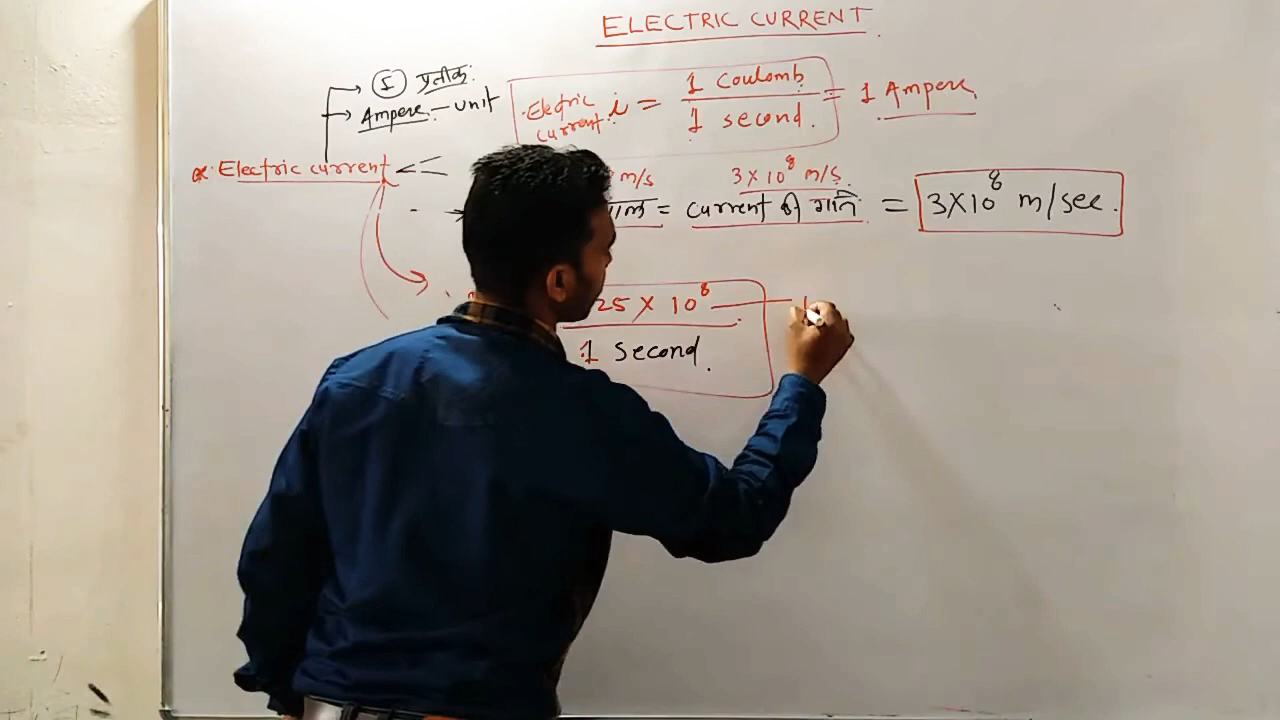 ELECTRIC CURRENT
I प्रतीक:
Ampere - unit
Electric current i = 1 Coulomb / 1 second. = 1 Ampere
Electric current
m/s 3 X 10⁸ m/s
= current की गति = 3X10⁸ m/sec.
25 X 10⁸
1 second.